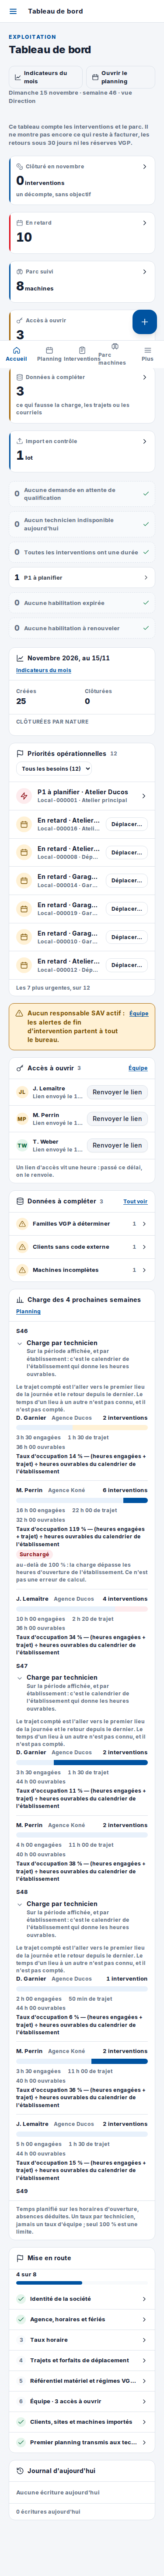 Tableau de bord
EXPLOITATION
Tableau de bord
Indicateurs du mois
Ouvrir le planning
Dimanche 15 novembre · semaine 46 · vue Direction
Ce tableau compte les interventions et le parc. Il ne montre pas encore ce qui reste à facturer, les retours sous 30 jours ni les réserves VGP.
Clôturé en novembre
0 interventions
un décompte, sans objectif
En retard
10
Parc suivi
8 machines
Accès à ouvrir
3
Accueil
Planning
Interventions
Parc machines
Plus
Données à compléter
3
ce qui fausse la charge, les trajets ou les courriels
Import en contrôle
1 lot
0 Aucune demande en attente de qualification
0 Aucun technicien indisponible aujourd'hui
0 Toutes les interventions ont une durée
1 P1 à planifier
0 Aucune habilitation expirée
0 Aucune habilitation à renouveler
Novembre 2026, au 15/11
Indicateurs du mois
Créées
25
Clôturées
0
CLÔTURÉES PAR NATURE
Priorités opérationnelles 12
Tous les besoins (12)
P1 à planifier · Atelier Ducos
Local-000001 · Atelier principal
En retard · Atelier…
Local-000016 · Ateli…
Déplacer…
En retard · Atelier…
Local-000008 · Dép…
Déplacer…
En retard · Garag…
Local-000014 · Gar…
Déplacer…
En retard · Garag…
Local-000019 · Gar…
Déplacer…
En retard · Garag…
Local-000010 · Gar…
Déplacer…
En retard · Atelier…
Local-000012 · Dép…
Déplacer…
Les 7 plus urgentes, sur 12
Aucun responsable SAV actif : les alertes de fin d'intervention partent à tout le bureau.
Équipe
Accès à ouvrir 3
Équipe
JL
J. Lemaître
Lien envoyé le 1…
Renvoyer le lien
MP
M. Perrin
Lien envoyé le 1…
Renvoyer le lien
TW
T. Weber
Lien envoyé le 1…
Renvoyer le lien
Un lien d'accès vit une heure : passé ce délai, on le renvoie.
Données à compléter 3
Tout voir
Familles VGP à déterminer 1
Clients sans code externe 1
Machines incomplètes 1
Charge des 4 prochaines semaines
Planning
S46
Charge par technicien
Sur la période affichée, et par établissement : c'est le calendrier de l'établissement qui donne les heures ouvrables.
Le trajet compté est l'aller vers le premier lieu de la journée et le retour depuis le dernier. Le temps d'un lieu à un autre n'est pas connu, et il n'est pas compté.
D. Garnier Agence Ducos 2 interventions
3 h 30 engagées 1 h 30 de trajet
36 h 00 ouvrables
Taux d'occupation 14 % — (heures engagées + trajet) ÷ heures ouvrables du calendrier de l'établissement
M. Perrin Agence Koné 6 interventions
16 h 00 engagées 22 h 00 de trajet
32 h 00 ouvrables
Taux d'occupation 119 % — (heures engagées + trajet) ÷ heures ouvrables du calendrier de l'établissement
Surchargé
au-delà de 100 % : la charge dépasse les heures d'ouverture de l'établissement. Ce n'est pas une erreur de calcul.
J. Lemaître Agence Ducos 4 interventions
10 h 00 engagées 2 h 20 de trajet
36 h 00 ouvrables
Taux d'occupation 34 % — (heures engagées + trajet) ÷ heures ouvrables du calendrier de l'établissement
S47
Charge par technicien
Sur la période affichée, et par établissement : c'est le calendrier de l'établissement qui donne les heures ouvrables.
Le trajet compté est l'aller vers le premier lieu de la journée et le retour depuis le dernier. Le temps d'un lieu à un autre n'est pas connu, et il n'est pas compté.
D. Garnier Agence Ducos 2 interventions
3 h 30 engagées 1 h 30 de trajet
44 h 00 ouvrables
Taux d'occupation 11 % — (heures engagées + trajet) ÷ heures ouvrables du calendrier de l'établissement
M. Perrin Agence Koné 2 interventions
4 h 00 engagées 11 h 00 de trajet
40 h 00 ouvrables
Taux d'occupation 38 % — (heures engagées + trajet) ÷ heures ouvrables du calendrier de l'établissement
S48
Charge par technicien
Sur la période affichée, et par établissement : c'est le calendrier de l'établissement qui donne les heures ouvrables.
Le trajet compté est l'aller vers le premier lieu de la journée et le retour depuis le dernier. Le temps d'un lieu à un autre n'est pas connu, et il n'est pas compté.
D. Garnier Agence Ducos 1 intervention
2 h 00 engagées 50 min de trajet
44 h 00 ouvrables
Taux d'occupation 6 % — (heures engagées + trajet) ÷ heures ouvrables du calendrier de l'établissement
M. Perrin Agence Koné 2 interventions
3 h 30 engagées 11 h 00 de trajet
40 h 00 ouvrables
Taux d'occupation 36 % — (heures engagées + trajet) ÷ heures ouvrables du calendrier de l'établissement
J. Lemaître Agence Ducos 2 interventions
5 h 00 engagées 1 h 30 de trajet
44 h 00 ouvrables
Taux d'occupation 15 % — (heures engagées + trajet) ÷ heures ouvrables du calendrier de l'établissement
S49
Temps planifié sur les horaires d'ouverture, absences déduites. Un taux par technicien, jamais un taux d'équipe ; seul 100 % est une limite.
Mise en route
4 sur 8
Identité de la société
Agence, horaires et fériés
3 Taux horaire
4 Trajets et forfaits de déplacement
5 Référentiel matériel et régimes VG…
6 Équipe · 3 accès à ouvrir
Clients, sites et machines importés
Premier planning transmis aux tec…
Journal d'aujourd'hui
Aucune écriture aujourd'hui
0 écritures aujourd'hui